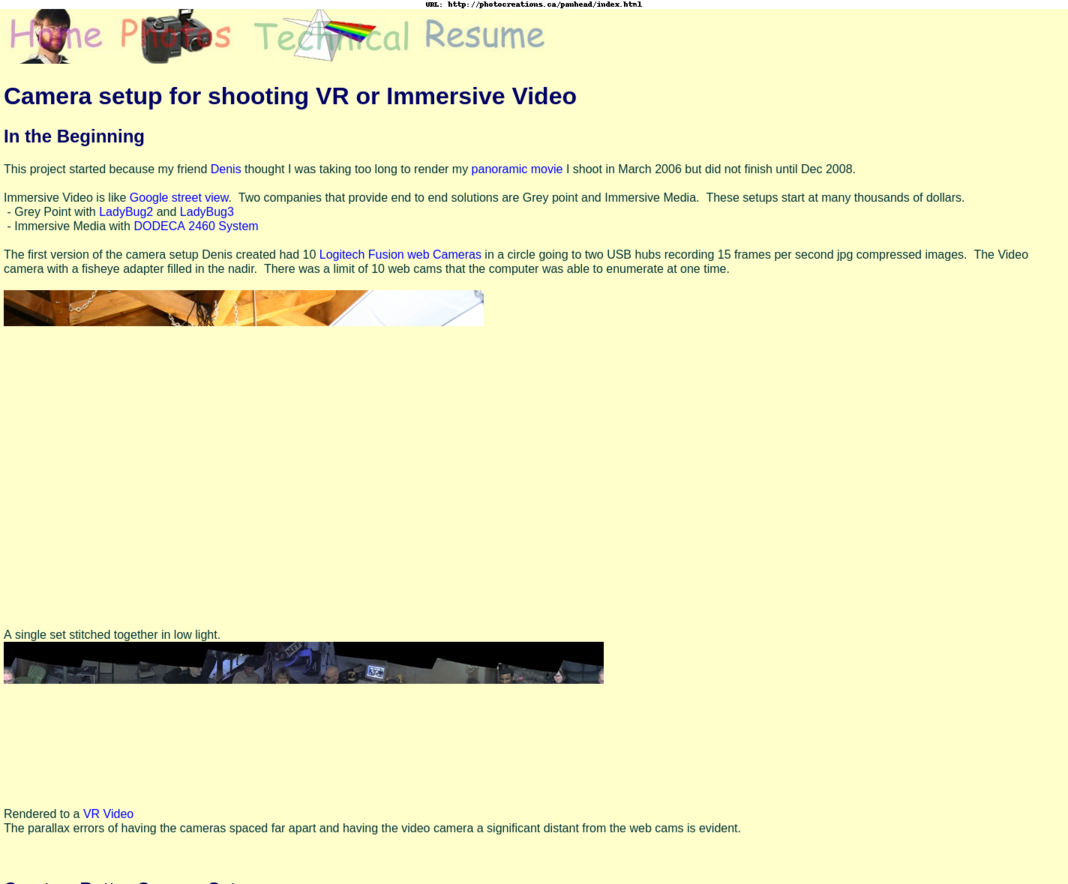 URL: http://photocreations.ca/panhead/index.html
Home Photos Technical Resume
Camera setup for shooting VR or Immersive Video
In the Beginning
This project started because my friend Denis thought I was taking too long to render my panoramic movie I shoot in March 2006 but did not finish until Dec 2008.
Immersive Video is like Google street view.  Two companies that provide end to end solutions are Grey point and Immersive Media.  These setups start at many thousands of dollars.
- Grey Point with LadyBug2 and LadyBug3
- Immersive Media with DODECA 2460 System
The first version of the camera setup Denis created had 10 Logitech Fusion web Cameras in a circle going to two USB hubs recording 15 frames per second jpg compressed images.  The Video
camera with a fisheye adapter filled in the nadir.  There was a limit of 10 web cams that the computer was able to enumerate at one time.
A single set stitched together in low light.
Rendered to a VR Video
The parallax errors of having the cameras spaced far apart and having the video camera a significant distant from the web cams is evident.